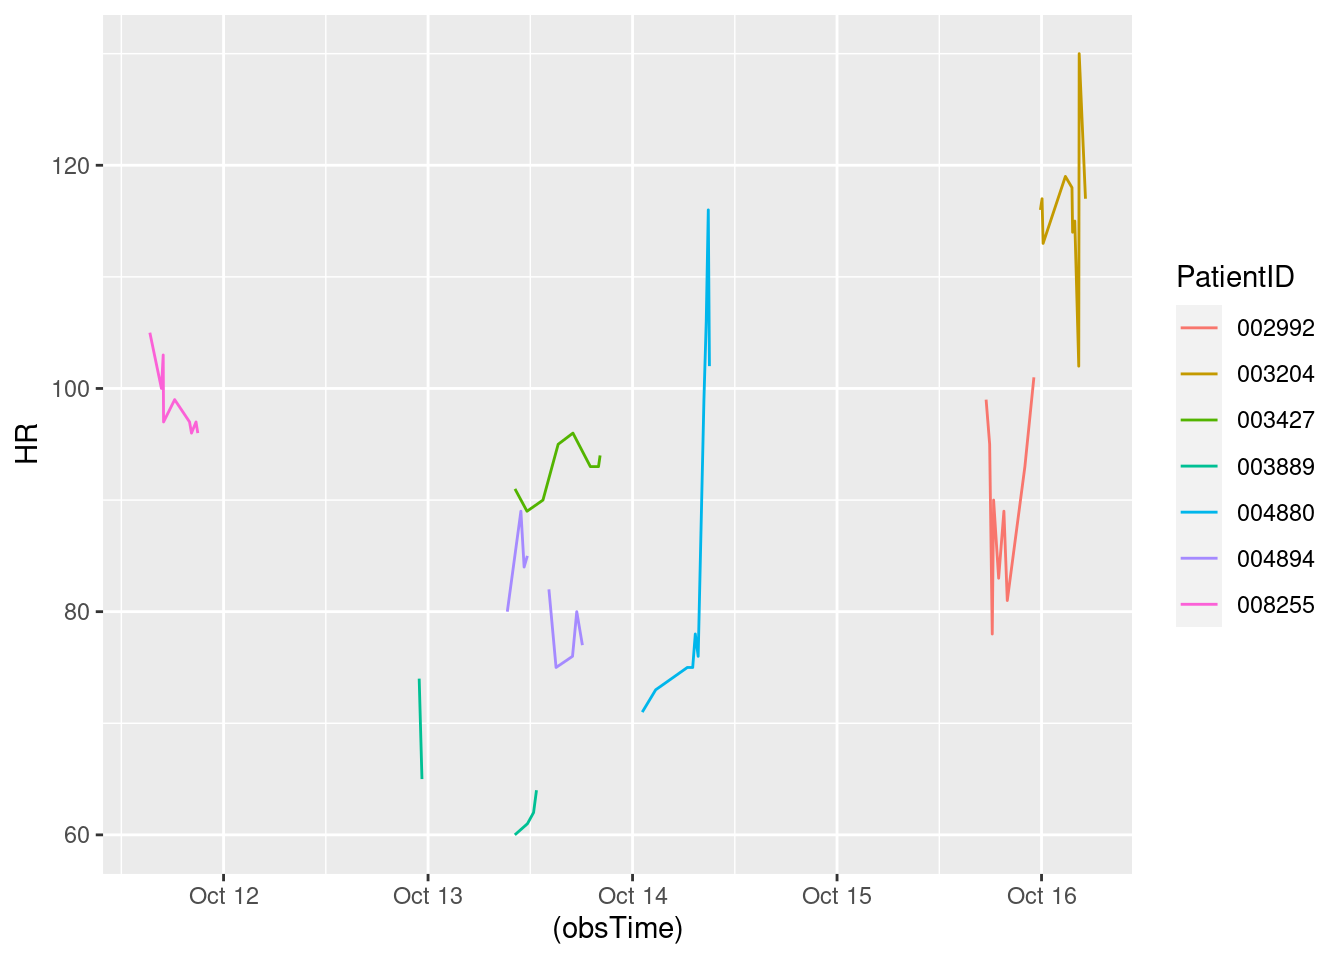 HR
120
100
80
60
Oct 12
Oct 13
Oct 14
Oct 15
Oct 16
(obsTime)
PatientID
002992
003204
003427
003889
004880
004894
008255